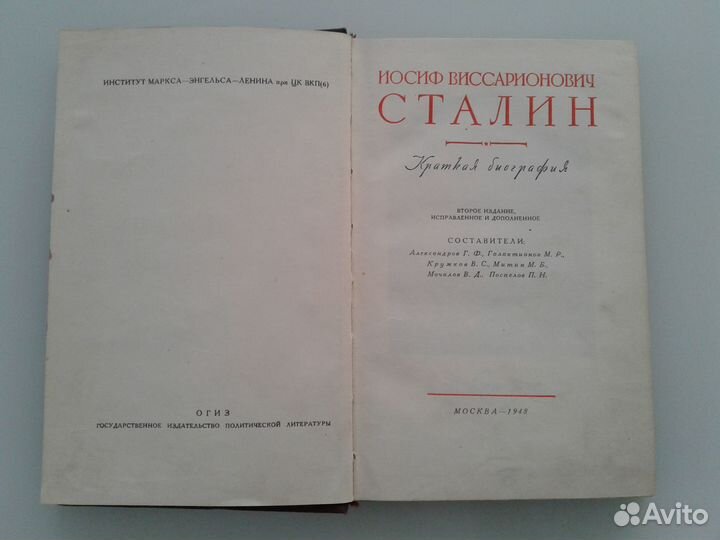 ИНСТИТУТ МАРКСА—ЭНГЕЛЬСА—ЛЕНИНА при ЦК ВКП(б)
ОГИЗ
ГОСУДАРСТВЕННОЕ ИЗДАТЕЛЬСТВО ПОЛИТИЧЕСКОЙ ЛИТЕРАТУРЫ
ИОСИФ ВИССАРИОНОВИЧ
СТАЛИН
Краткая биография
ВТОРОЕ ИЗДАНИЕ,
ИСПРАВЛЕННОЕ И ДОПОЛНЕННОЕ
СОСТАВИТЕЛИ:
Александров Г. Ф., Галактионов М. Р.,
Кружков В. С., Митин М. Б.,
Мочалов В. Д., Поспелов П. Н.
МОСКВА—1948
Avito